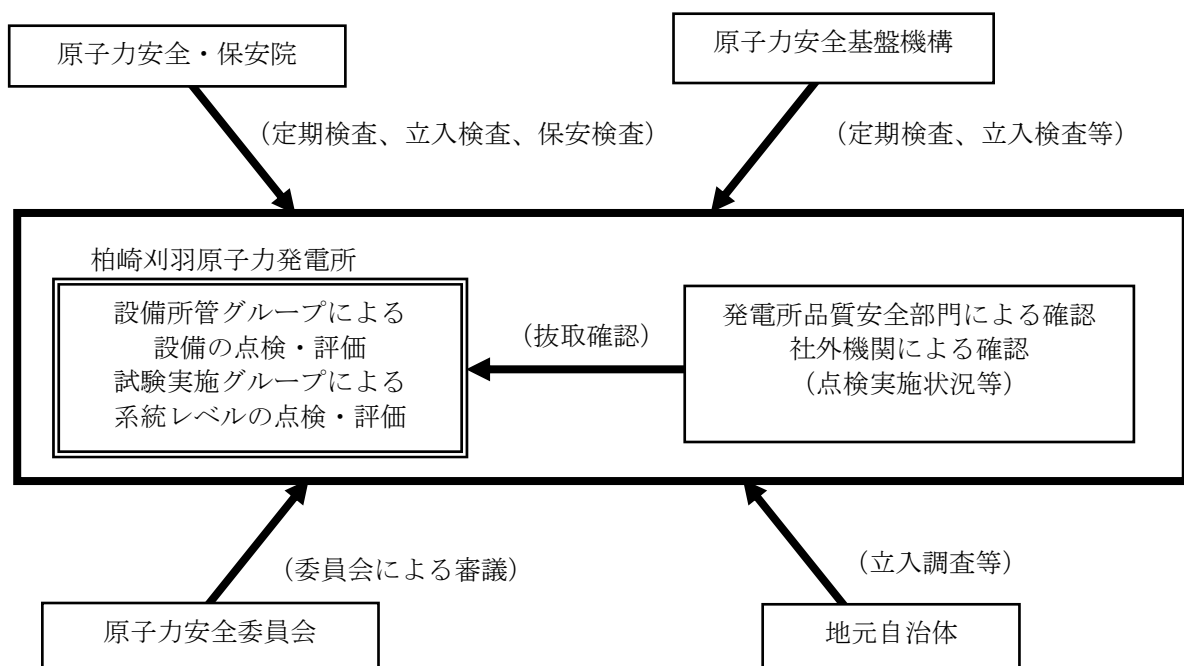 原子力安全・保安院
原子力安全基盤機構
(定期検査、立入検査、保安検査)
(定期検査、立入検査等)
柏崎刈羽原子力発電所
設備所管グループによる
設備の点検・評価
試験実施グループによる
系統レベルの点検・評価
(抜取確認)
発電所品質安全部門による確認
社外機関による確認
(点検実施状況等)
(委員会による審議)
(立入調査等)
原子力安全委員会
地元自治体